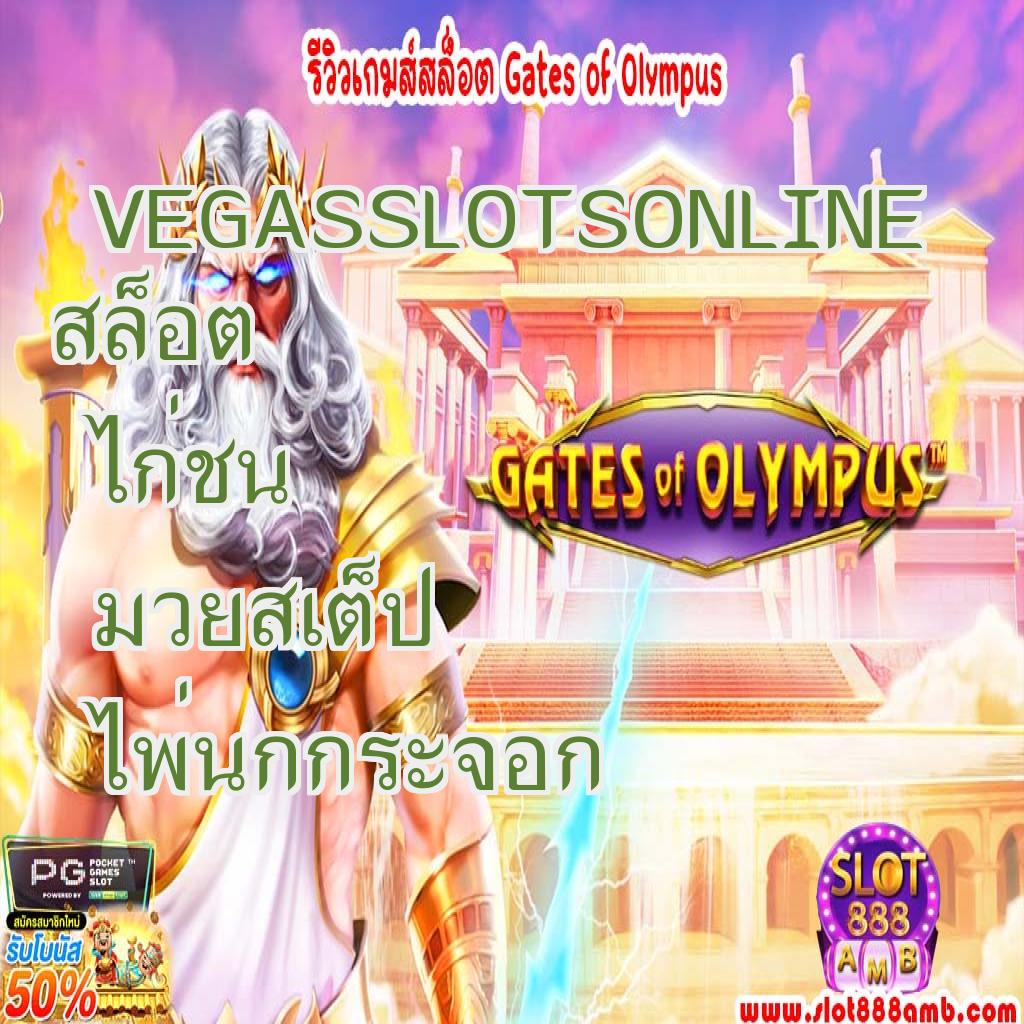 รีวิวเกมส์สล็อต Gates of Olympus
VEGASSLOTSONLINE
สล็อต
ไก่ชน
GATES of OLYMPUS™
มวยสเต็ป
ไพ่นกกระจอก
PG POCKET GAMES SLOT™
POWERED BY
สมัครสมาชิกใหม่
รับโบนัส
50%
SLOT
888
AMB
www.slot888amb.com